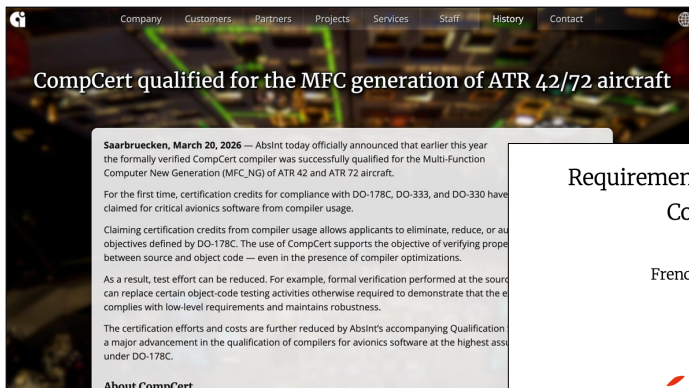 Company Customers Partners Projects Services Staff History Contact
CompCert qualified for the MFC generation of ATR 42/72 aircraft
Saarbruecken, March 20, 2026 — AbsInt today officially announced that earlier this year
the formally verified CompCert compiler was successfully qualified for the Multi-Function
Computer New Generation (MFC_NG) of ATR 42 and ATR 72 aircraft.
For the first time, certification credits for compliance with DO-178C, DO-333, and DO-330 have
claimed for critical avionics software from compiler usage.
Claiming certification credits from compiler usage allows applicants to eliminate, reduce, or au
objectives defined by DO-178C. The use of CompCert supports the objective of verifying prope
between source and object code — even in the presence of compiler optimizations.
As a result, test effort can be reduced. For example, formal verification performed at the sourc
can replace certain object-code testing activities otherwise required to demonstrate that the e
complies with low-level requirements and maintains robustness.
The certification efforts and costs are further reduced by AbsInt's accompanying Qualification
a major advancement in the qualification of compilers for avionics software at the highest assu
under DO-178C.
About CompCert
Requiremen
Co
Frenc